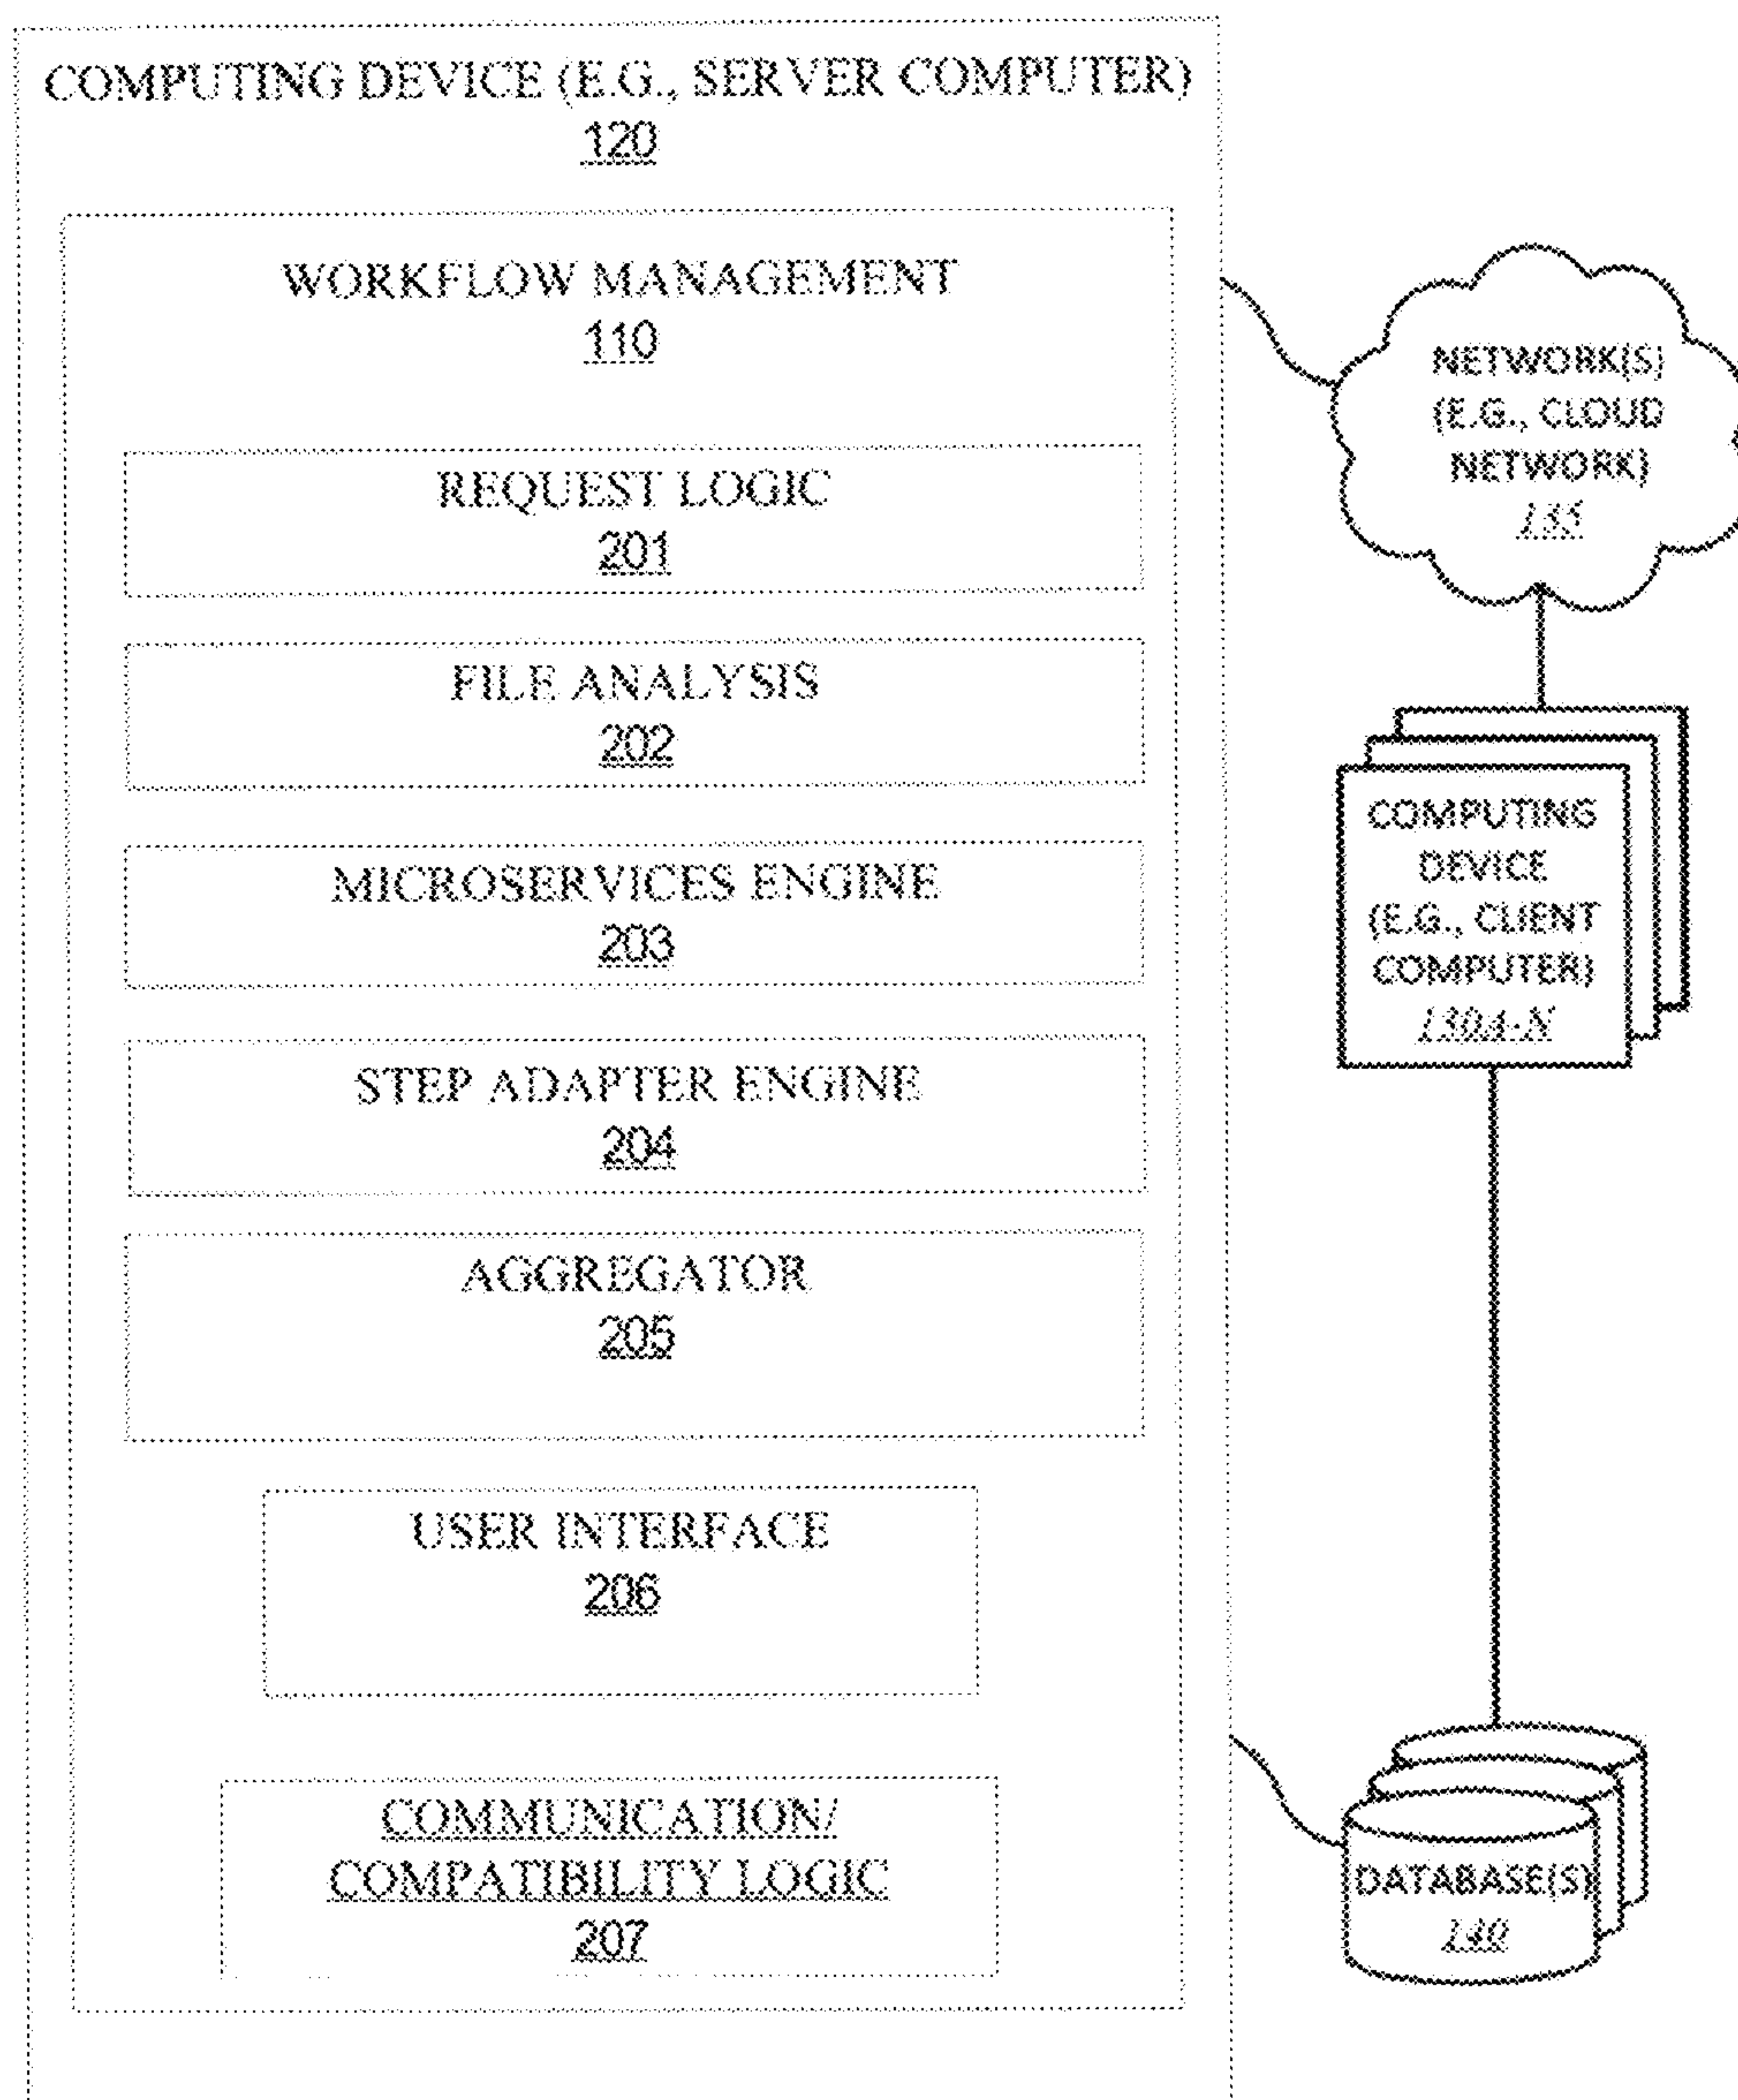 COMPUTING DEVICE (E.G., SERVER COMPUTER)
120
WORKFLOW MANAGEMENT
110
REQUEST LOGIC
201
FILE ANALYSIS
202
MICROSERVICES ENGINE
203
STEP ADAPTER ENGINE
204
AGGREGATOR
205
USER INTERFACE
206
COMMUNICATION/
COMPATIBILITY LOGIC
207
NETWORK(S)
(E.G., CLOUD
NETWORK)
135
COMPUTING
DEVICE
(E.G., CLIENT
COMPUTER)
130A-N
DATABASE(S)
140